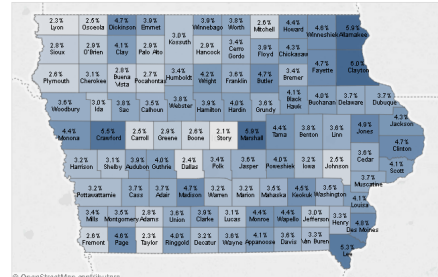 2.3% Lyon
2.5% Osceola
4.7% Dickinson
3.9% Emmet
3.9% Winnebago
3.8% Worth
2.6% Mitchell
4.4% Howard
4.6% Winneshiek
5.9% Allamakee
2.8% Sioux
2.9% O'Brien
4.1% Clay
2.9% Palo Alto
3.0% Kossuth
2.9% Hancock
3.4% Cerro Gordo
3.9% Floyd
4.3% Chickasaw
2.6% Plymouth
3.1% Cherokee
2.8% Buena Vista
2.7% Pocahontas
3.4% Humboldt
4.2% Wright
3.6% Franklin
4.7% Butler
3.4% Bremer
4.7% Fayette
6.0% Clayton
3.6% Woodbury
3.0% Ida
3.8% Sac
3.5% Calhoun
3.8% Webster
3.9% Hamilton
4.0% Hardin
3.6% Grundy
4.1% Black Hawk
4.0% Buchanan
3.7% Delaware
3.7% Dubuque
4.4% Monona
5.5% Crawford
2.5% Carroll
2.9% Greene
2.6% Boone
2.1% Story
5.8% Marshall
4.4% Tama
3.8% Benton
3.6% Linn
4.9% Jones
4.3% Jackson
3.2% Harrison
3.1% Shelby
3.9% Audubon
4.0% Guthrie
2.4% Dallas
3.4% Polk
3.6% Jasper
4.0% Poweshiek
3.2% Iowa
2.5% Johnson
3.6% Cedar
4.7% Clinton
4.1% Scott
3.7% Muscatine
3.2% Pottawattamie
3.7% Cass
3.7% Adair
4.7% Madison
3.2% Warren
3.2% Marion
3.5% Mahaska
4.5% Keokuk
3.5% Washington
4.1% Louisa
3.4% Mills
3.5% Montgomery
2.8% Adams
3.6% Union
3.9% Clarke
3.1% Lucas
4.4% Monroe
4.4% Wapello
3.0% Jefferson
3.3% Henry
4.8% Des Moines
2.6% Fremont
4.6% Page
2.3% Taylor
4.0% Ringgold
3.2% Decatur
3.6% Wayne
4.1% Appanoose
3.6% Davis
3.3% Van Buren
5.3% Lee
© OpenStreetMap contributors